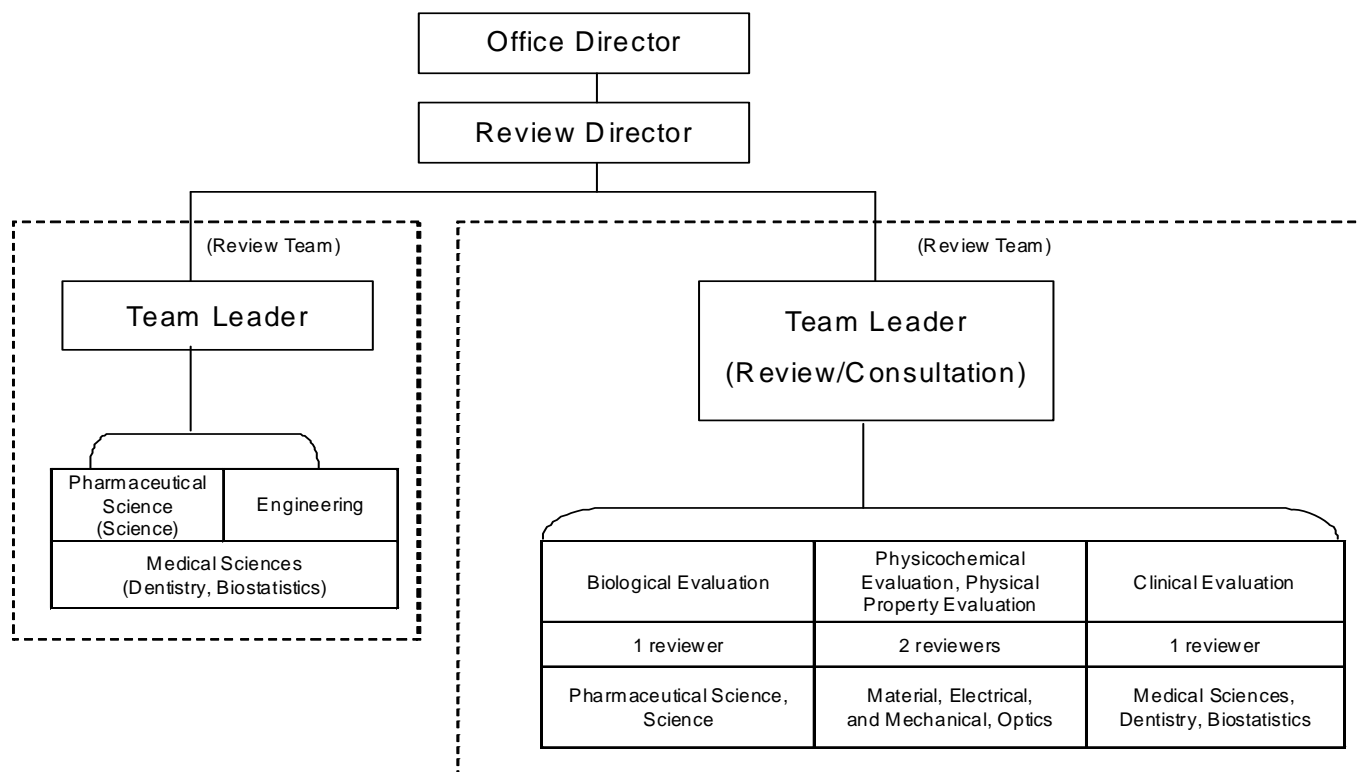 Office Director
Review Director
(Review Team)
Team Leader
Pharmaceutical
Science
(Science)
Engineering
Medical Sciences
(Dentistry, Biostatistics)
(Review Team)
Team Leader
(Review/Consultation)
Biological Evaluation
Physicochemical
Evaluation, Physical
Property Evaluation
Clinical Evaluation
1 reviewer
2 reviewers
1 reviewer
Pharmaceutical Science,
Science
Material, Electrical,
and Mechanical, Optics
Medical Sciences,
Dentistry, Biostatistics